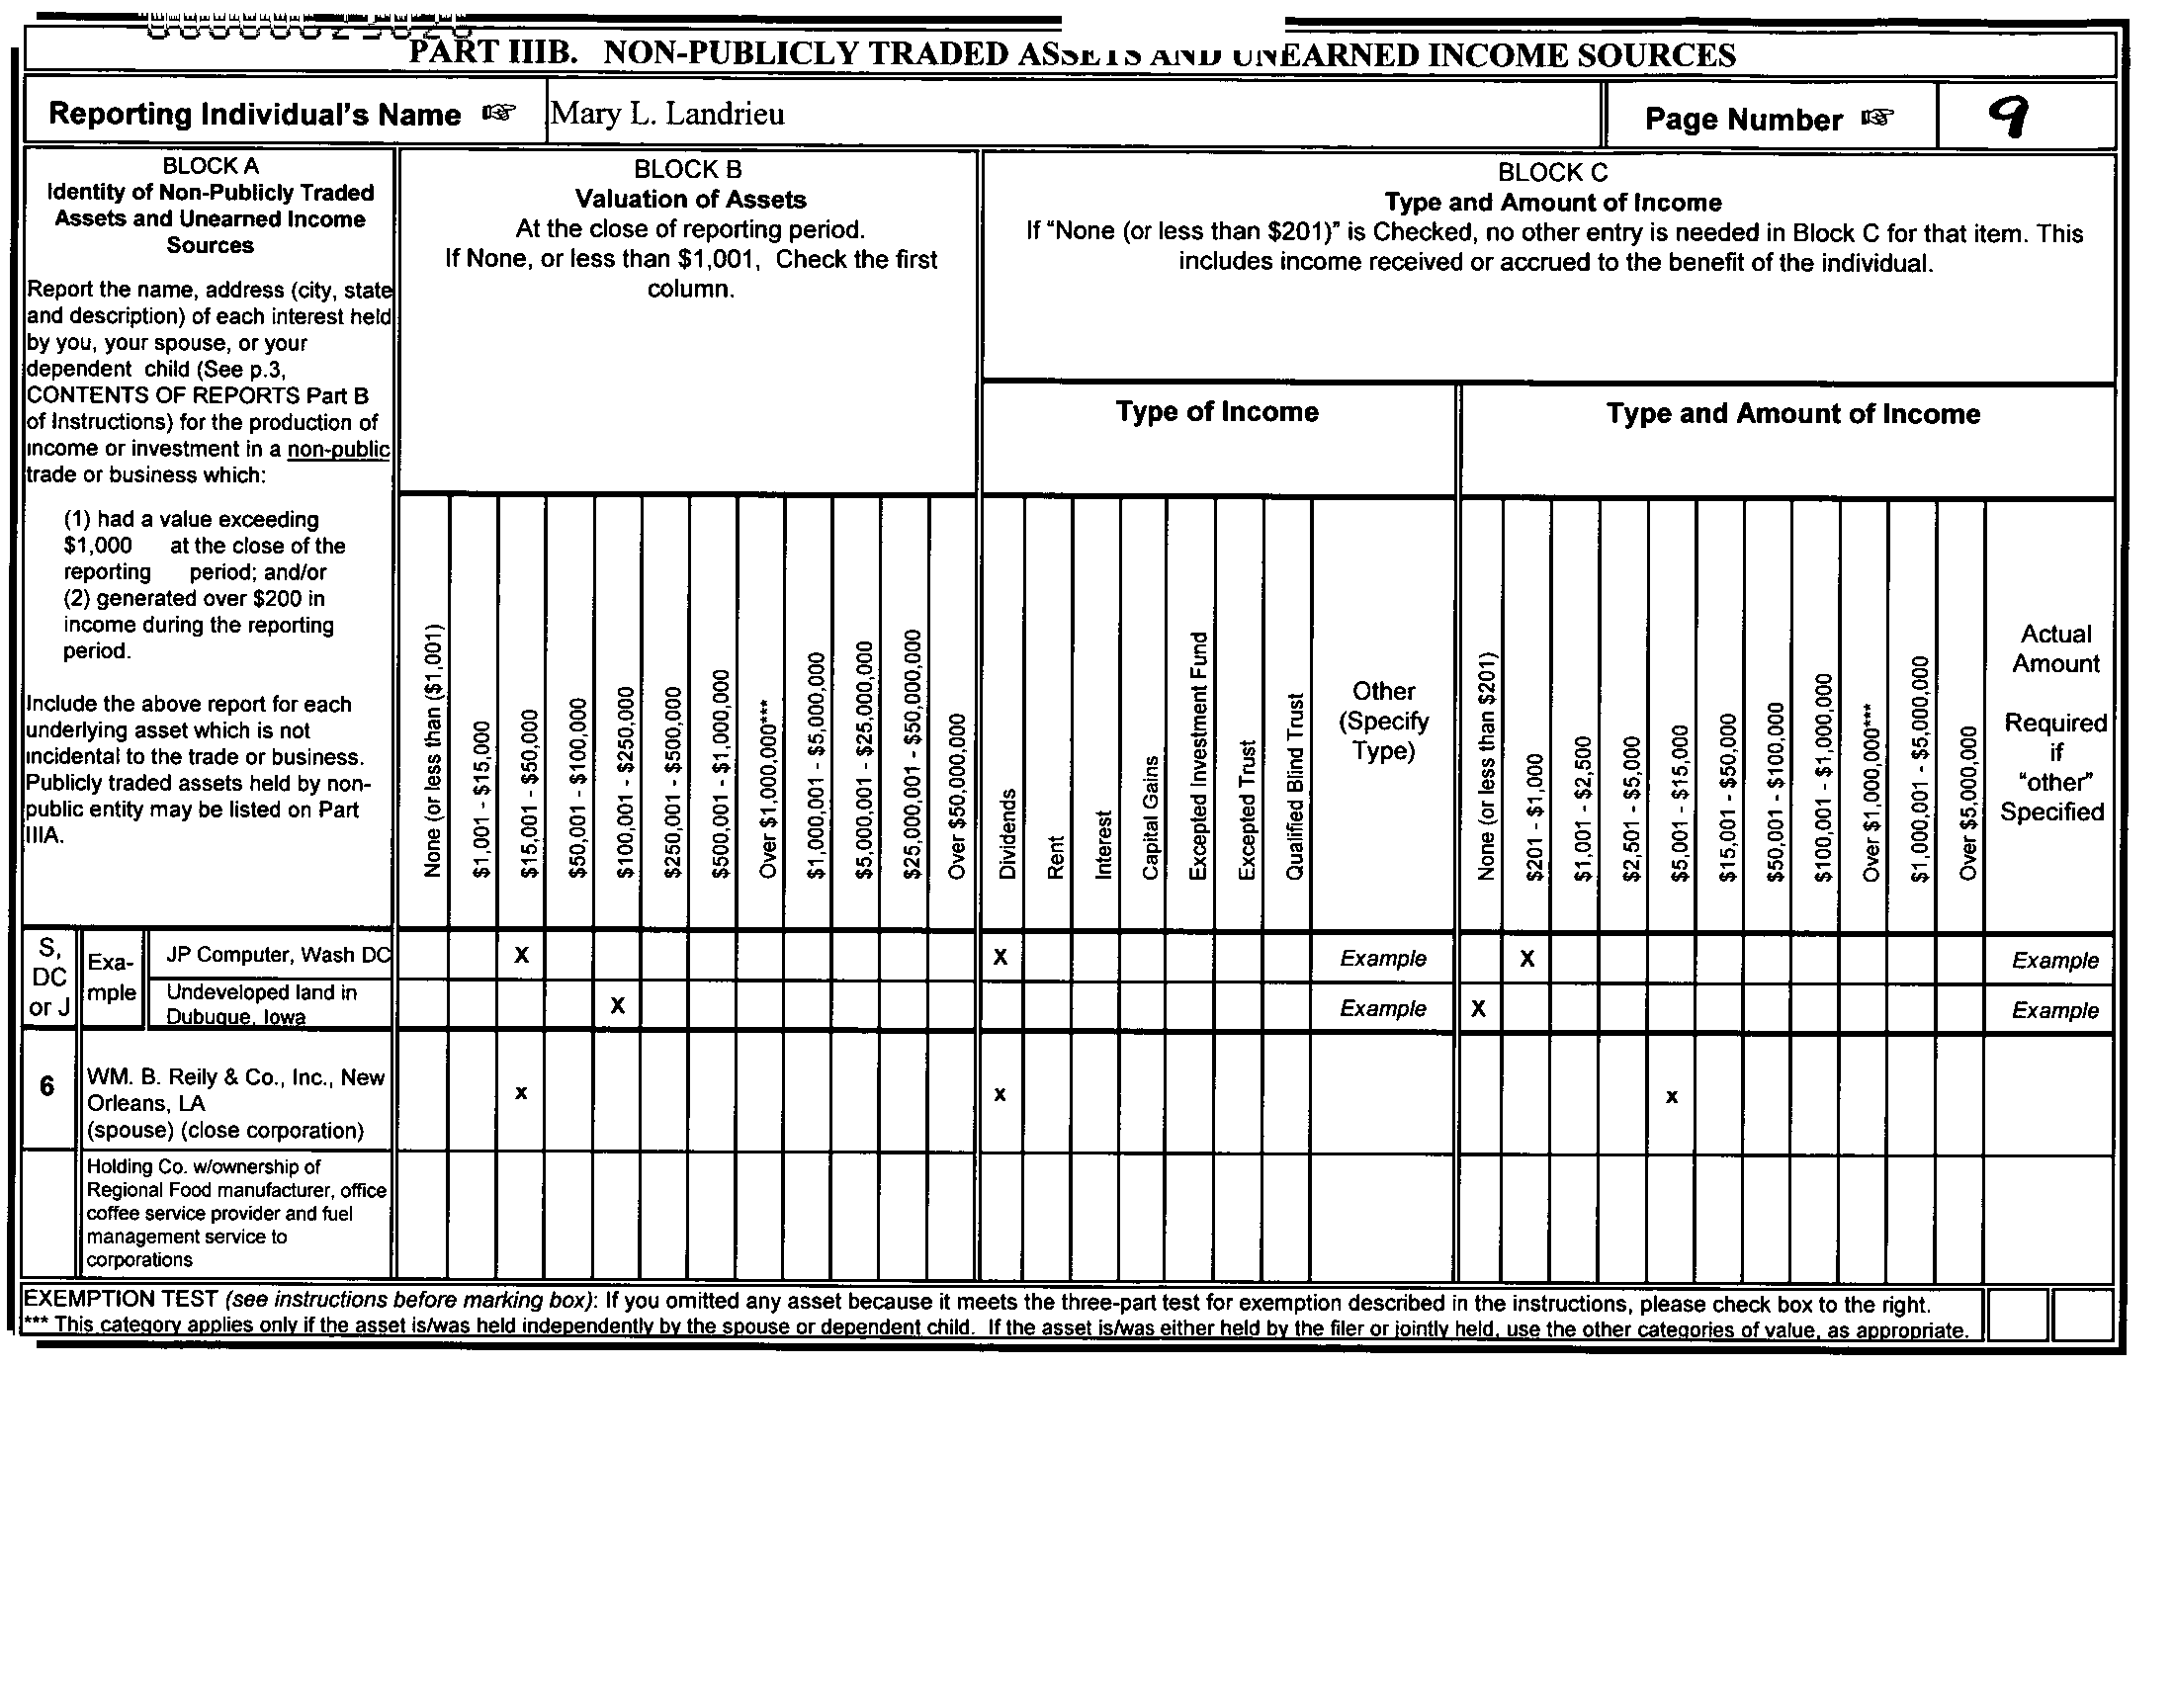 PART IIIB. NON-PUBLICLY TRADED ASSETS AND UNEARNED INCOME SOURCES
Reporting Individual's Name ☞ Mary L. Landrieu
Page Number ☞ 9
BLOCK A
Identity of Non-Publicly Traded
Assets and Unearned Income
Sources
Report the name, address (city, state
and description) of each interest held
by you, your spouse, or your
dependent child (See p.3,
CONTENTS OF REPORTS Part B
of Instructions) for the production of
income or investment in a non-public
trade or business which:
(1) had a value exceeding
$1,000 at the close of the
reporting period; and/or
(2) generated over $200 in
income during the reporting
period.
Include the above report for each
underlying asset which is not
incidental to the trade or business.
Publicly traded assets held by non-
public entity may be listed on Part
IIIA.
BLOCK B
Valuation of Assets
At the close of reporting period.
If None, or less than $1,001, Check the first
column.
None (or less than ($1,001)
$1,001 - $15,000
$15,001 - $50,000
$50,001 - $100,000
$100,001 - $250,000
$250,001 - $500,000
$500,001 - $1,000,000
Over $1,000,000***
$1,000,001 - $5,000,000
$5,000,001 - $25,000,000
$25,000,001 - $50,000,000
Over $50,000,000
BLOCK C
Type and Amount of Income
If "None (or less than $201)" is Checked, no other entry is needed in Block C for that item. This
includes income received or accrued to the benefit of the individual.
Type of Income
Dividends
Rent
Interest
Capital Gains
Excepted Investment Fund
Excepted Trust
Qualified Blind Trust
Other
(Specify
Type)
Type and Amount of Income
None (or less than $201)
$201 - $1,000
$1,001 - $2,500
$2,501 - $5,000
$5,001 - $15,000
$15,001 - $50,000
$50,001 - $100,000
$100,001 - $1,000,000
Over $1,000,000***
$1,000,001 - $5,000,000
Over $5,000,000
Actual
Amount
Required
if
"other"
Specified
S,
DC
or J
Exa-
mple
JP Computer, Wash DC X X Example X Example
Undeveloped land in
Dubuque, Iowa X Example X Example
6
WM. B. Reily & Co., Inc., New
Orleans, LA
(spouse) (close corporation)
x x x
Holding Co. w/ownership of
Regional Food manufacturer, office
coffee service provider and fuel
management service to
corporations
EXEMPTION TEST (see instructions before marking box): If you omitted any asset because it meets the three-part test for exemption described in the instructions, please check box to the right.
*** This category applies only if the asset is/was held independently by the spouse or dependent child. If the asset is/was either held by the filer or jointly held, use the other categories of value, as appropriate.